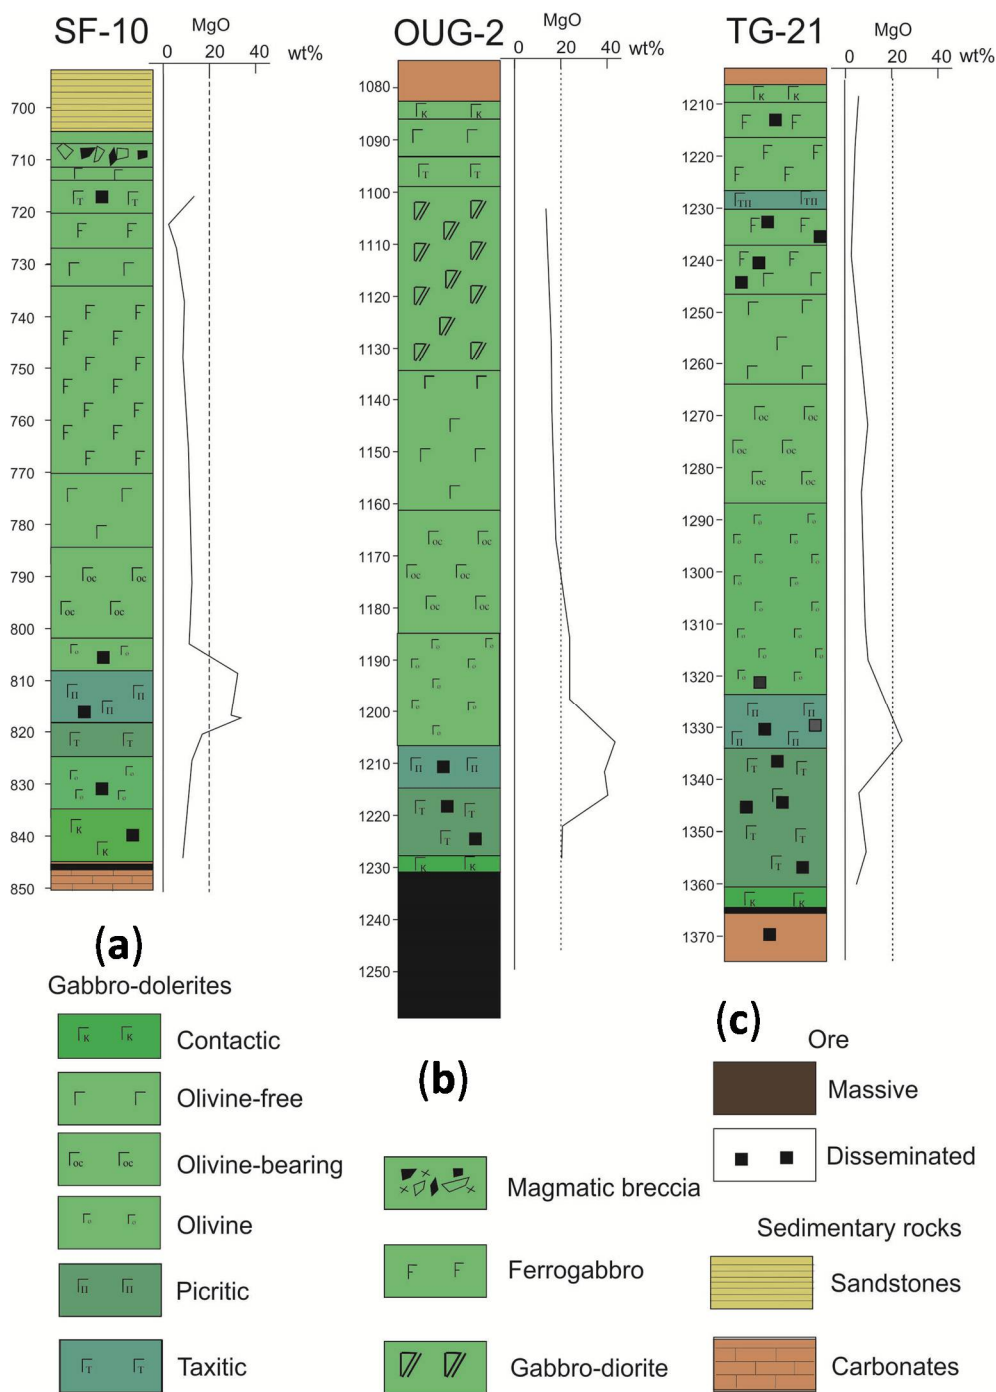 SF-10
MgO
0 20 40 wt%
700
710
720
730
740
750
760
770
780
790
800
810
820
830
840
850
(a)
OUG-2
MgO
0 20 40 wt%
1080
1090
1100
1110
1120
1130
1140
1150
1160
1170
1180
1190
1200
1210
1220
1230
1240
1250
(b)
TG-21
MgO
0 20 40 wt%
1210
1220
1230
1240
1250
1260
1270
1280
1290
1300
1310
1320
1330
1340
1350
1360
1370
(c)
Gabbro-dolerites
Contactic
Olivine-free
Olivine-bearing
Olivine
Picritic
Taxitic
Magmatic breccia
Ferrogabbro
Gabbro-diorite
Ore
Massive
Disseminated
Sedimentary rocks
Sandstones
Carbonates